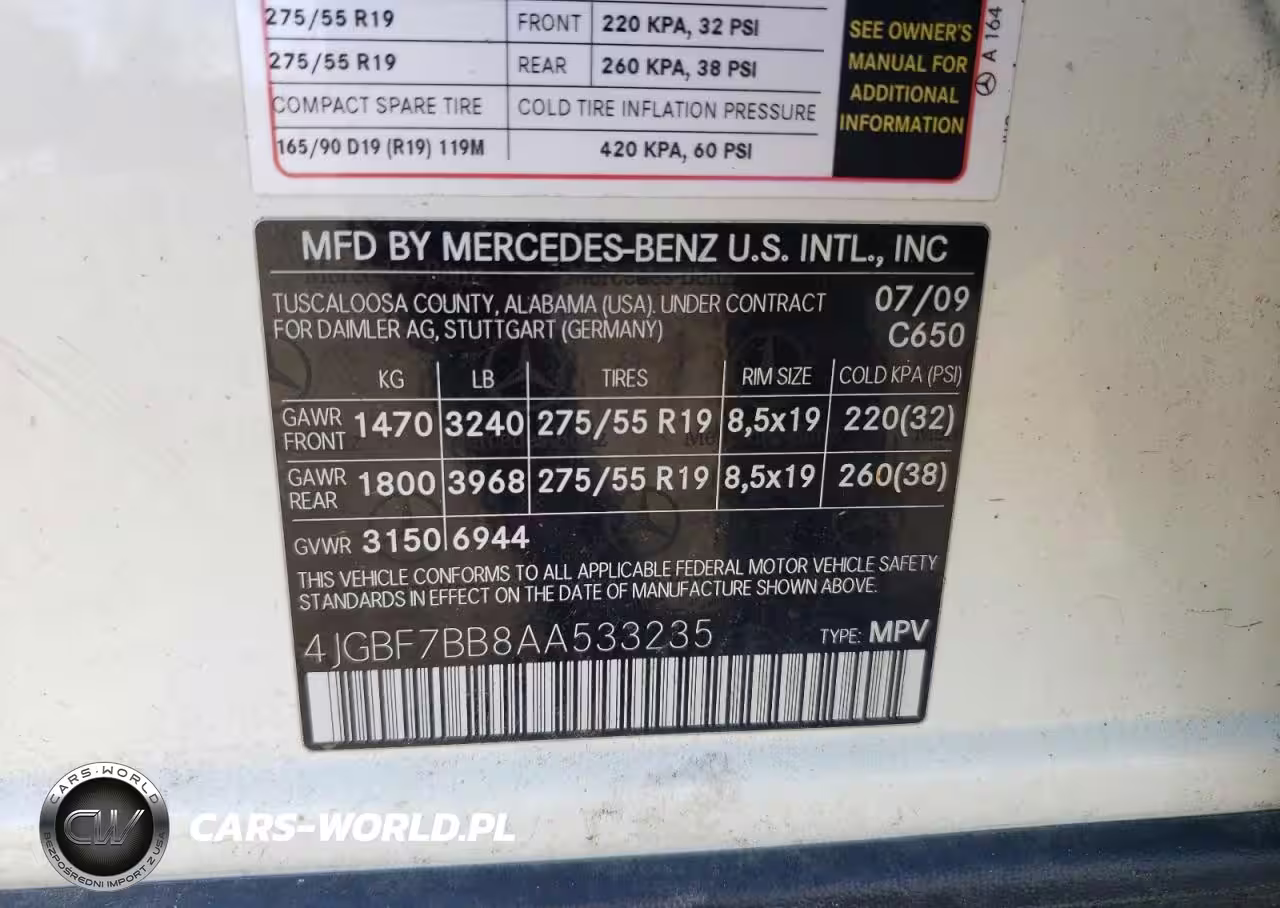 275/55 R19 FRONT 220 KPA, 32 PSI
275/55 R19 REAR 260 KPA, 38 PSI
COMPACT SPARE TIRE COLD TIRE INFLATION PRESSURE
165/90 D19 (R19) 119M 420 KPA, 60 PSI
SEE OWNER'S
MANUAL FOR
ADDITIONAL
INFORMATION
A 164
MFD BY MERCEDES-BENZ U.S. INTL., INC
TUSCALOOSA COUNTY, ALABAMA (USA). UNDER CONTRACT 07/09
FOR DAIMLER AG, STUTTGART (GERMANY) C650
KG LB TIRES RIM SIZE COLD KPA (PSI)
GAWR FRONT 1470 3240 275/55 R19 8,5x19 220(32)
GAWR REAR 1800 3968 275/55 R19 8,5x19 260(38)
GVWR 3150 6944
THIS VEHICLE CONFORMS TO ALL APPLICABLE FEDERAL MOTOR VEHICLE SAFETY
STANDARDS IN EFFECT ON THE DATE OF MANUFACTURE SHOWN ABOVE.
4JGBF7BB8AA533235 TYPE: MPV
CARS-WORLD
CW
BEZPOŚREDNI IMPORT Z USA
CARS-WORLD.PL